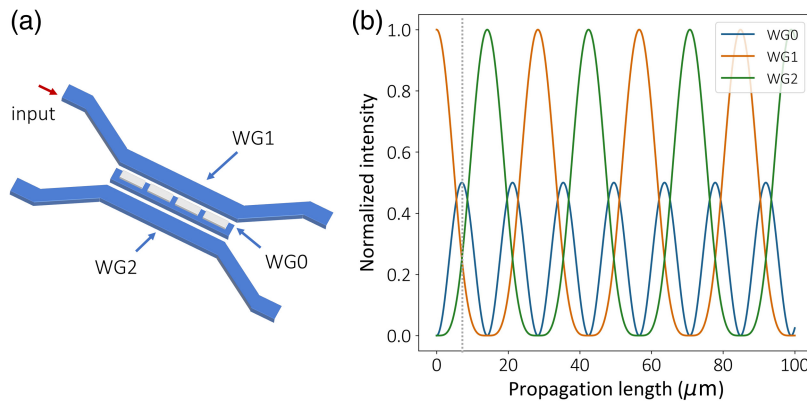 (a)
input
WG1
WG2
WG0
(b)
Normalized intensity
1.0
0.8
0.6
0.4
0.2
0.0
WG0
WG1
WG2
0
20
40
60
80
100
Propagation length (μm)